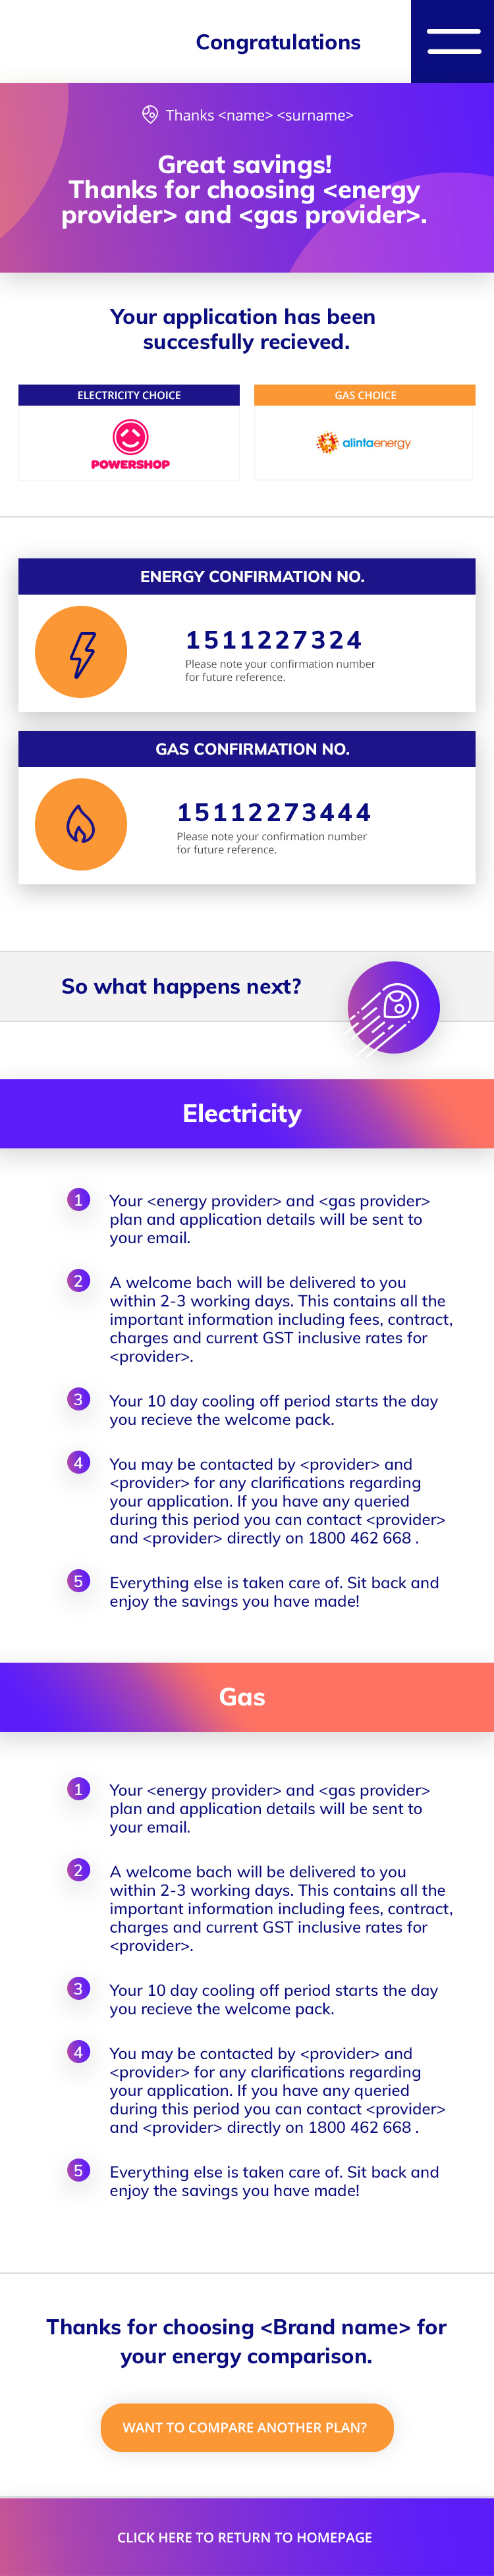 Congratulations
Thanks <name> <surname>
Great savings!
Thanks for choosing <energy
provider> and <gas provider>.
Your application has been
succesfully recieved.
ELECTRICITY CHOICE
GAS CHOICE
POWERSHOP
alintaenergy
ENERGY CONFIRMATION NO.
1511227324
Please note your confirmation number
for future reference.
GAS CONFIRMATION NO.
15112273444
Please note your confirmation number
for future reference.
So what happens next?
Electricity
1 Your <energy provider> and <gas provider>
plan and application details will be sent to
your email.
2 A welcome bach will be delivered to you
within 2-3 working days. This contains all the
important information including fees, contract,
charges and current GST inclusive rates for
<provider>.
3 Your 10 day cooling off period starts the day
you recieve the welcome pack.
4 You may be contacted by <provider> and
<provider> for any clarifications regarding
your application. If you have any queried
during this period you can contact <provider>
and <provider> directly on 1800 462 668 .
5 Everything else is taken care of. Sit back and
enjoy the savings you have made!
Gas
1 Your <energy provider> and <gas provider>
plan and application details will be sent to
your email.
2 A welcome bach will be delivered to you
within 2-3 working days. This contains all the
important information including fees, contract,
charges and current GST inclusive rates for
<provider>.
3 Your 10 day cooling off period starts the day
you recieve the welcome pack.
4 You may be contacted by <provider> and
<provider> for any clarifications regarding
your application. If you have any queried
during this period you can contact <provider>
and <provider> directly on 1800 462 668 .
5 Everything else is taken care of. Sit back and
enjoy the savings you have made!
Thanks for choosing <Brand name> for
your energy comparison.
WANT TO COMPARE ANOTHER PLAN?
CLICK HERE TO RETURN TO HOMEPAGE